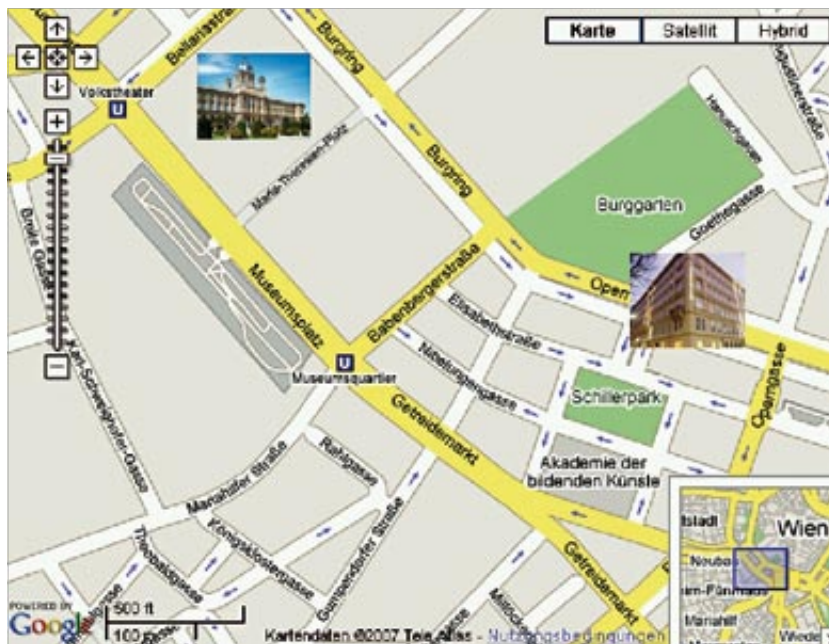 Karte
Satellit
Hybrid
Bellariastraße
Burgring
Volkstheater
U
Maria-Theresien-Platz
Burgring
Hanuschgasse
Burggarten
Goethegasse
Breite Gasse
Museumsplatz
Babenbergerstraße
Elisabethstraße
Nibelungengasse
U
Museumsquartier
Schillerpark
Operngasse
Karl-Schweighofer-Gasse
Getreidemarkt
Mariahilfer Straße
Rahlgasse
Akademie der
bildenden Künste
Theobaldgasse
Königsklostergasse
Gumpendorfer Straße
Getreidemarkt
Wien
Neubau
Mariahilf
POWERED BY
Google
500 ft
Kartendaten ©2007 Tele Atlas - Nutzungsbedingungen